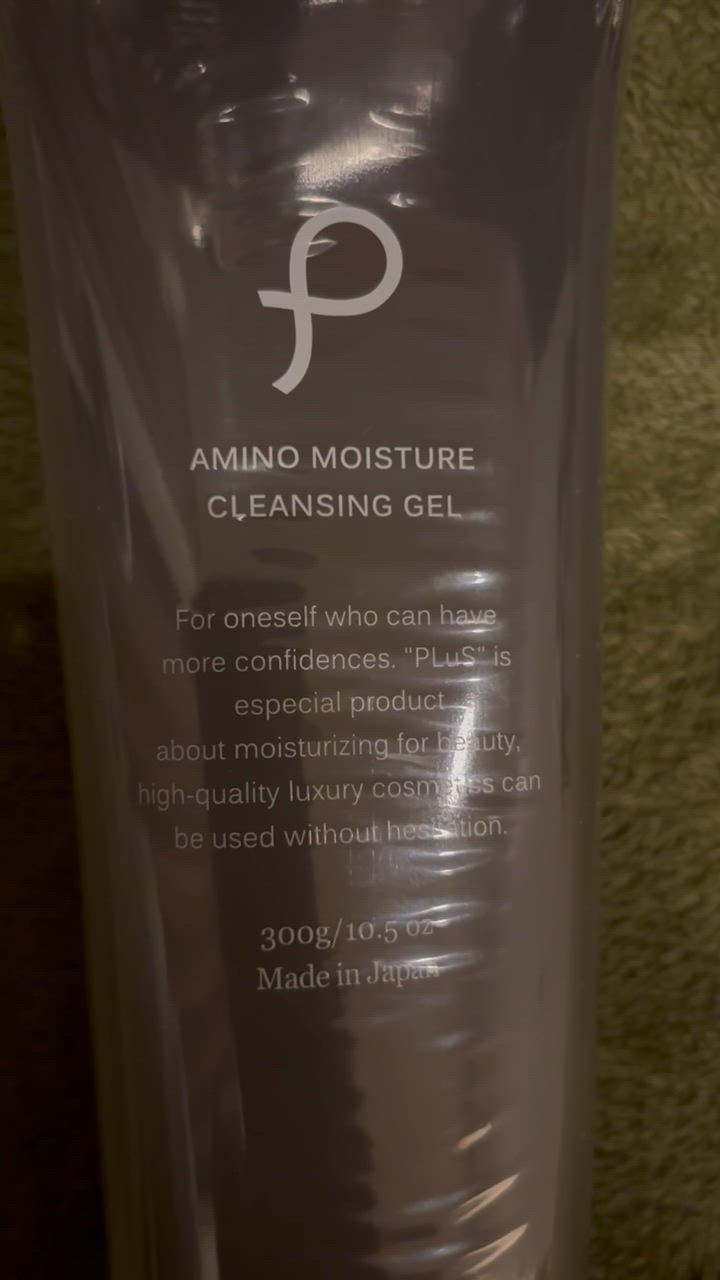 AMINO MOISTURE
CLEANSING GEL
For oneself who can have
more confidences. "PLuS" is
especial product
about moisturizing for beauty,
high-quality luxury cosmetics can
be used without hesitation.
300g/10.5 oz
Made in Japan